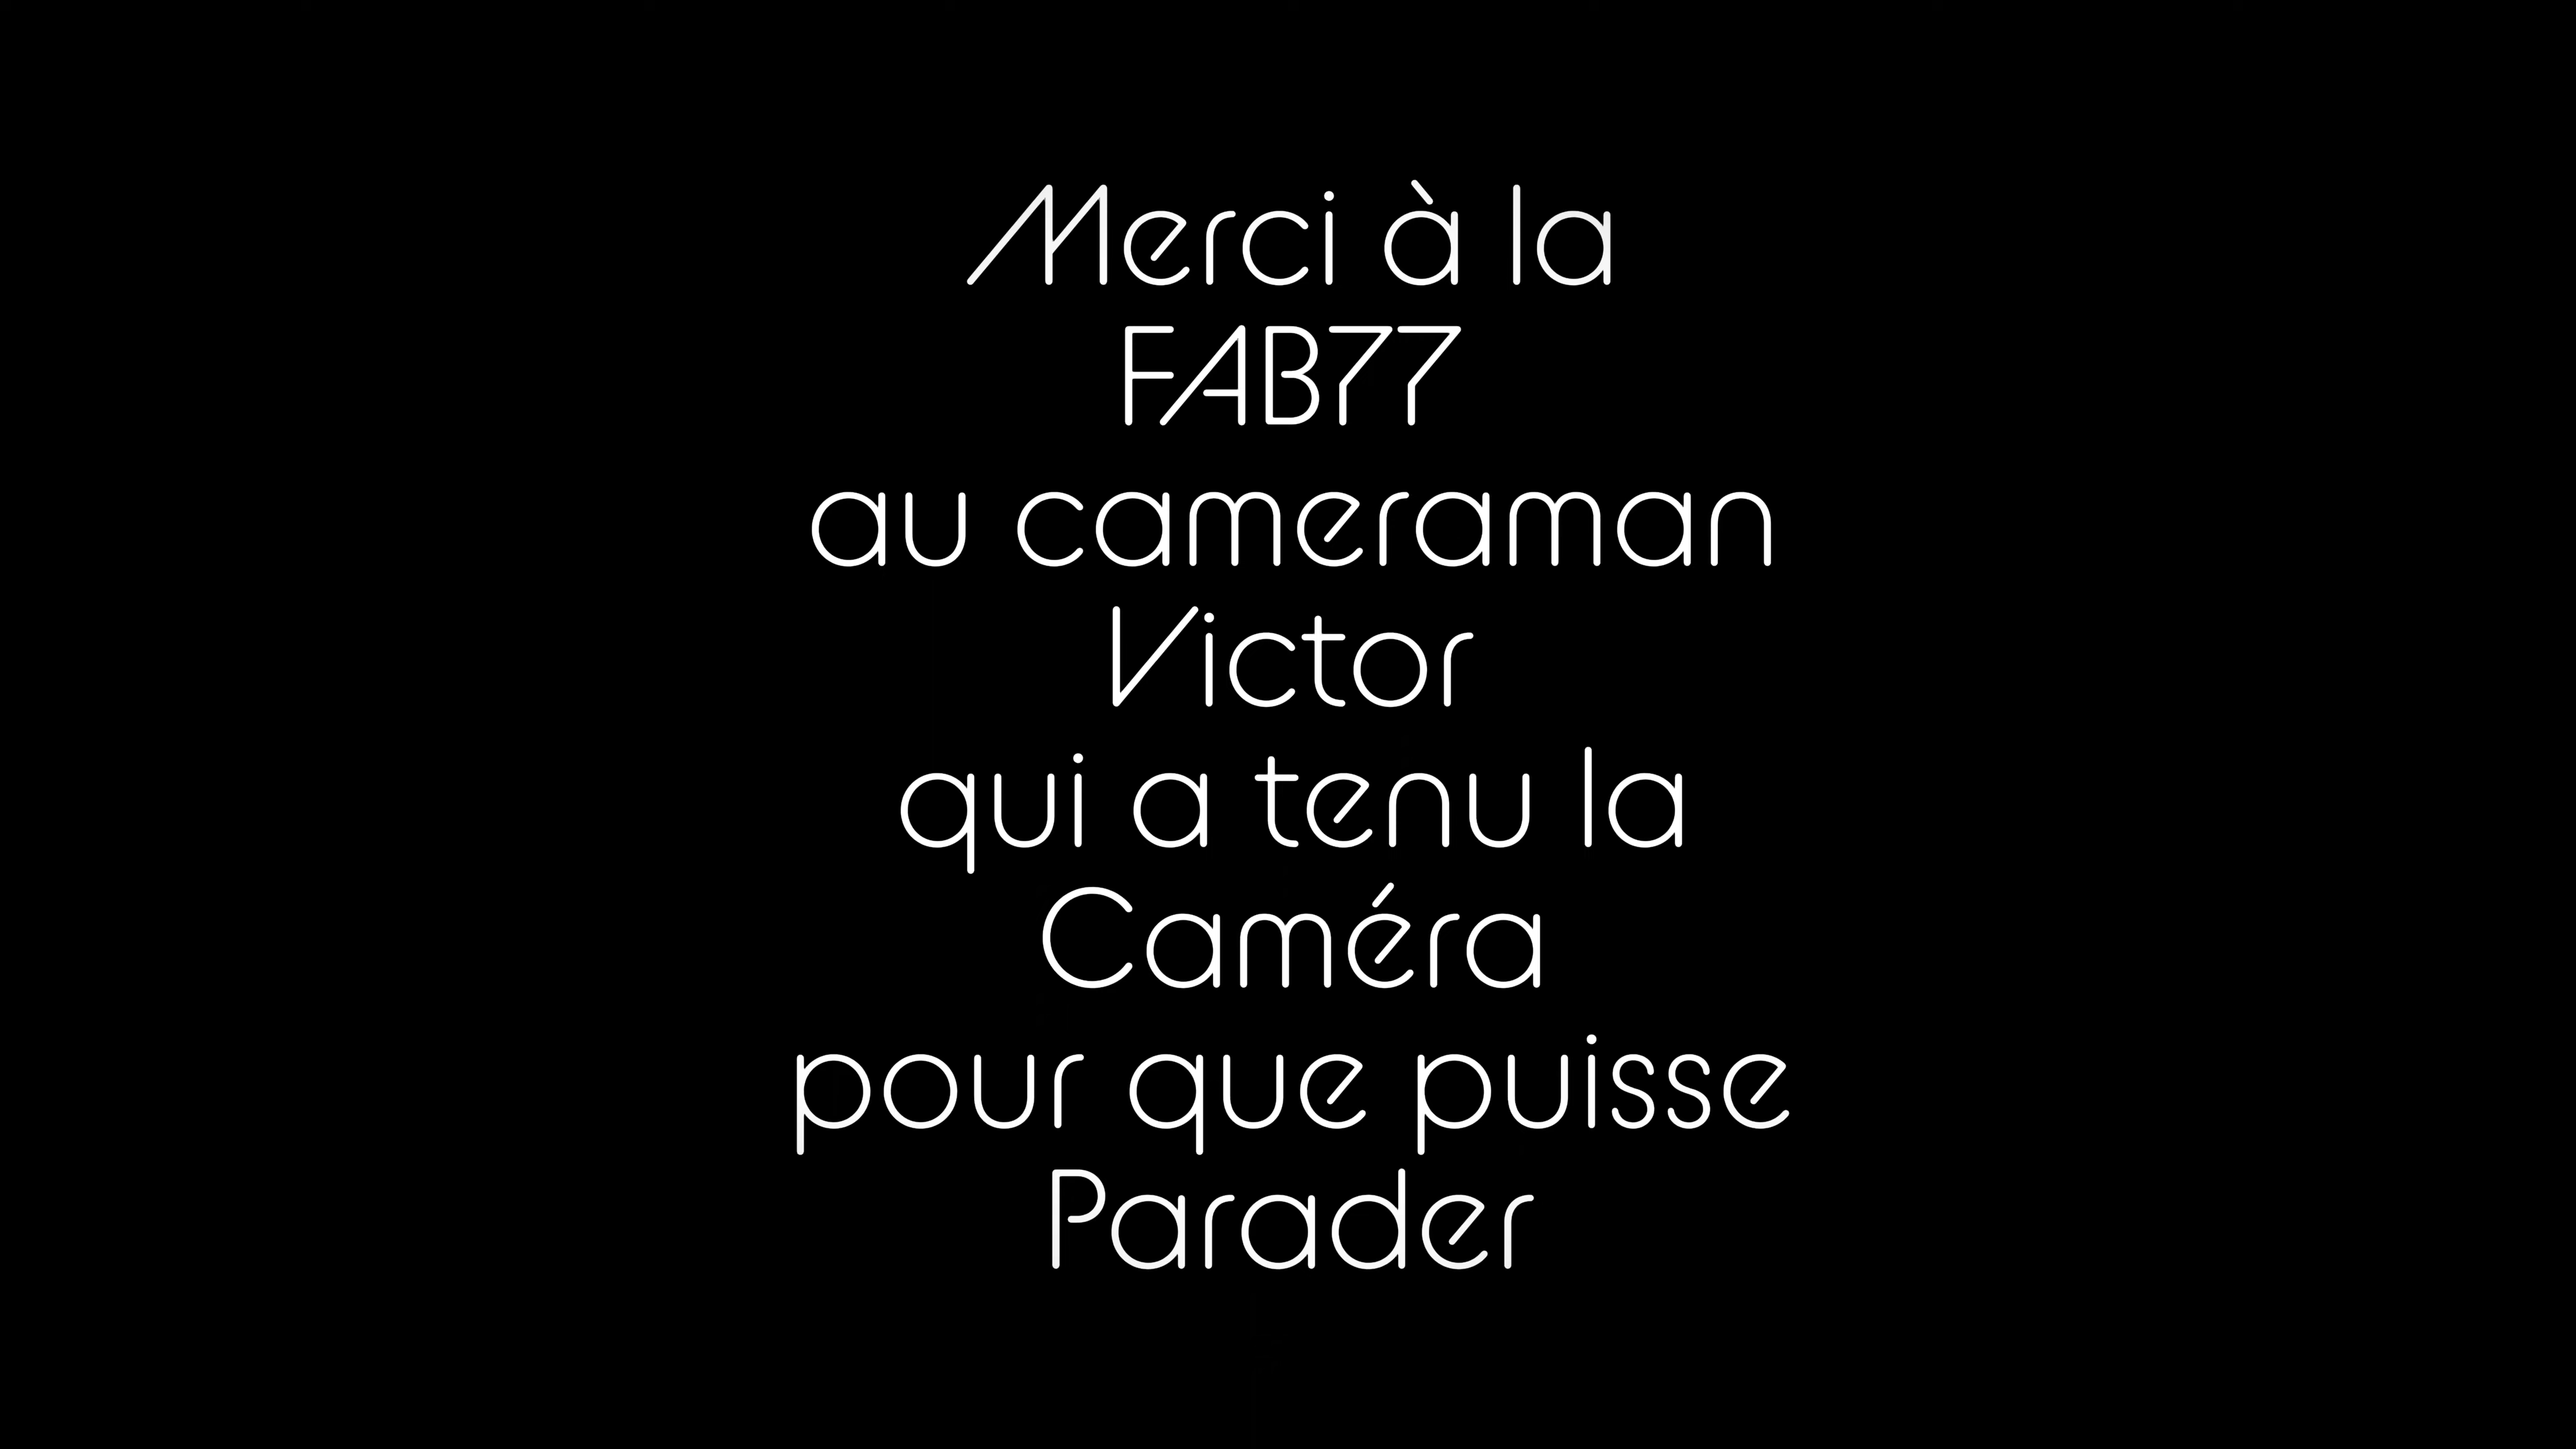 Merci à la
FAB77
au cameraman
Victor
qui a tenu la
Caméra
pour que puisse
Parader